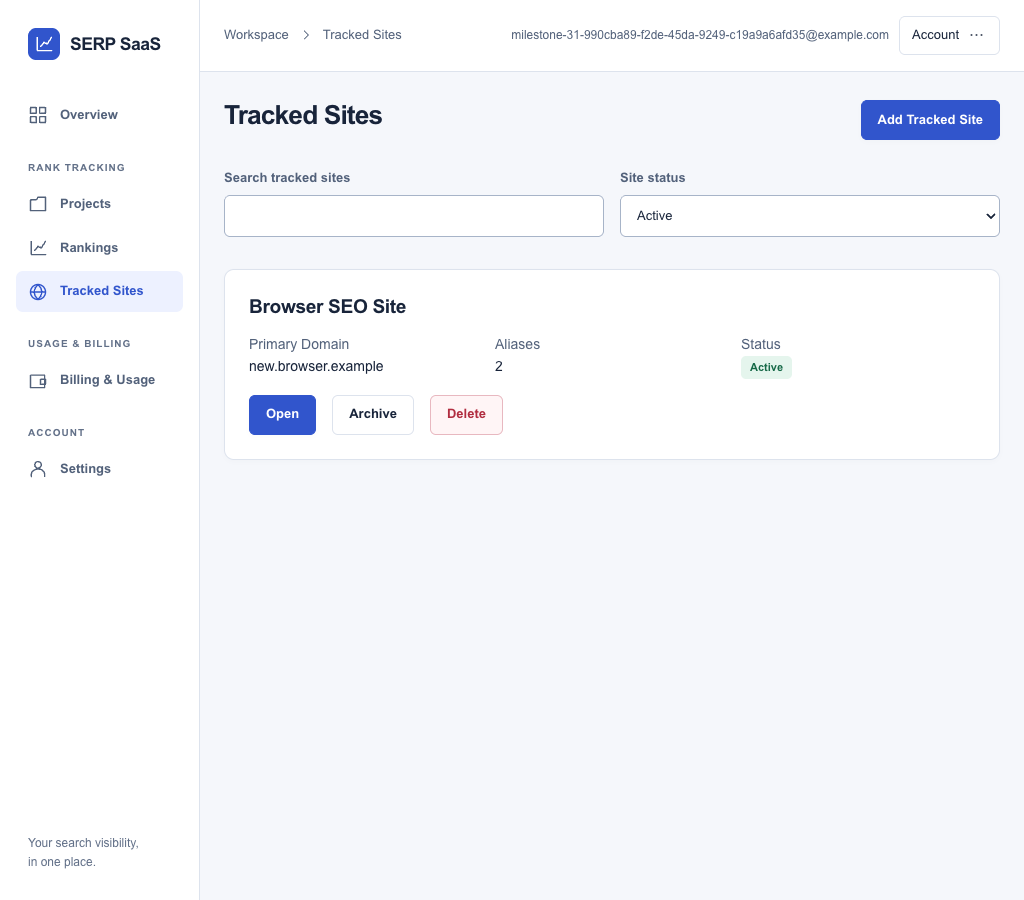 SERP SaaS
Overview
RANK TRACKING
Projects
Rankings
Tracked Sites
USAGE & BILLING
Billing & Usage
ACCOUNT
Settings
Your search visibility,
in one place.
Workspace > Tracked Sites
milestone-31-990cba89-f2de-45da-9249-c19a9a6afd35@example.com
Account ···
Tracked Sites
Add Tracked Site
Search tracked sites
Site status
Active
Browser SEO Site
Primary Domain Aliases Status
new.browser.example 2 Active
Open Archive Delete